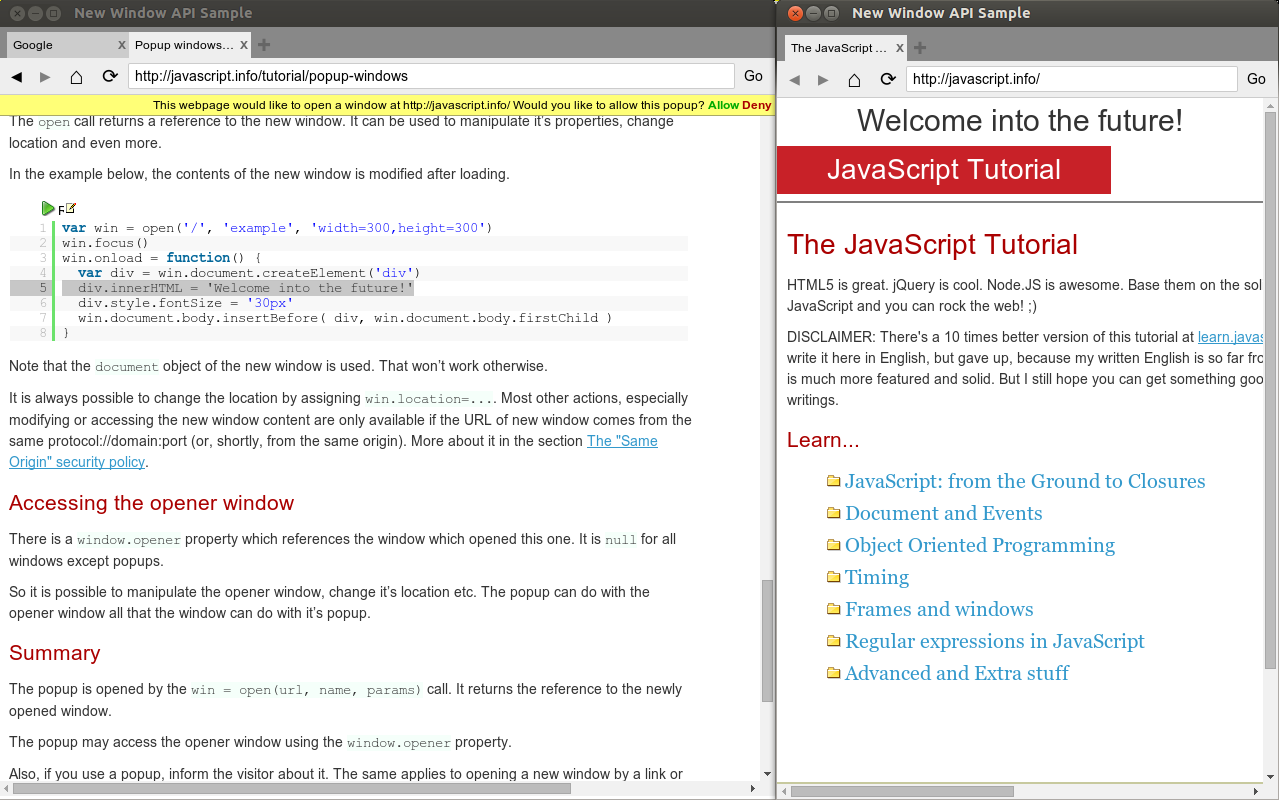 New Window API Sample
Google x Popup windows... x
http://javascript.info/tutorial/popup-windows Go
This webpage would like to open a window at http://javascript.info/ Would you like to allow this popup? Allow Deny
The open call returns a reference to the new window. It can be used to manipulate it's properties, change
location and even more.
In the example below, the contents of the new window is modified after loading.
1 var win = open('/', 'example', 'width=300,height=300')
2 win.focus()
3 win.onload = function() {
4 var div = win.document.createElement('div')
5 div.innerHTML = 'Welcome into the future!'
6 div.style.fontSize = '30px'
7 win.document.body.insertBefore( div, win.document.body.firstChild )
8 }
Note that the document object of the new window is used. That won't work otherwise.
It is always possible to change the location by assigning win.location=.... Most other actions, especially
modifying or accessing the new window content are only available if the URL of new window comes from the
same protocol://domain:port (or, shortly, from the same origin). More about it in the section The "Same
Origin" security policy.
Accessing the opener window
There is a window.opener property which references the window which opened this one. It is null for all
windows except popups.
So it is possible to manipulate the opener window, change it's location etc. The popup can do with the
opener window all that the window can do with it's popup.
Summary
The popup is opened by the win = open(url, name, params) call. It returns the reference to the newly
opened window.
The popup may access the opener window using the window.opener property.
Also, if you use a popup, inform the visitor about it. The same applies to opening a new window by a link or
New Window API Sample
The JavaScript ... x
http://javascript.info/ Go
Welcome into the future!
JavaScript Tutorial
The JavaScript Tutorial
HTML5 is great. jQuery is cool. Node.JS is awesome. Base them on the sol
JavaScript and you can rock the web! ;)
DISCLAIMER: There's a 10 times better version of this tutorial at learn.javas
write it here in English, but gave up, because my written English is so far fro
is much more featured and solid. But I still hope you can get something goo
writings.
Learn...
JavaScript: from the Ground to Closures
Document and Events
Object Oriented Programming
Timing
Frames and windows
Regular expressions in JavaScript
Advanced and Extra stuff